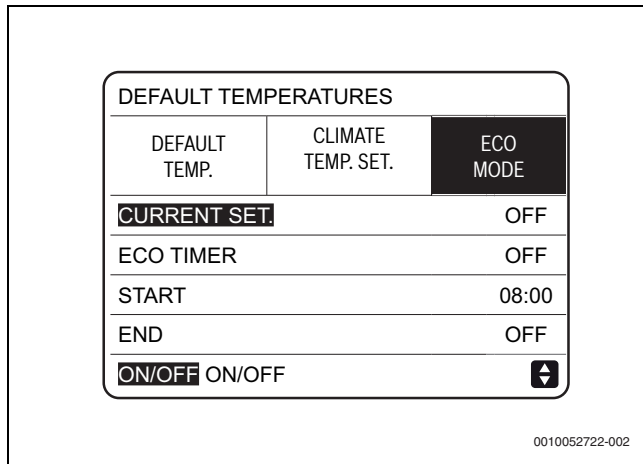 DEFAULT TEMPERATURES
DEFAULT TEMP.
CLIMATE TEMP. SET.
ECO MODE
CURRENT SET. OFF
ECO TIMER OFF
START 08:00
END OFF
ON/OFF ON/OFF
0010052722-002